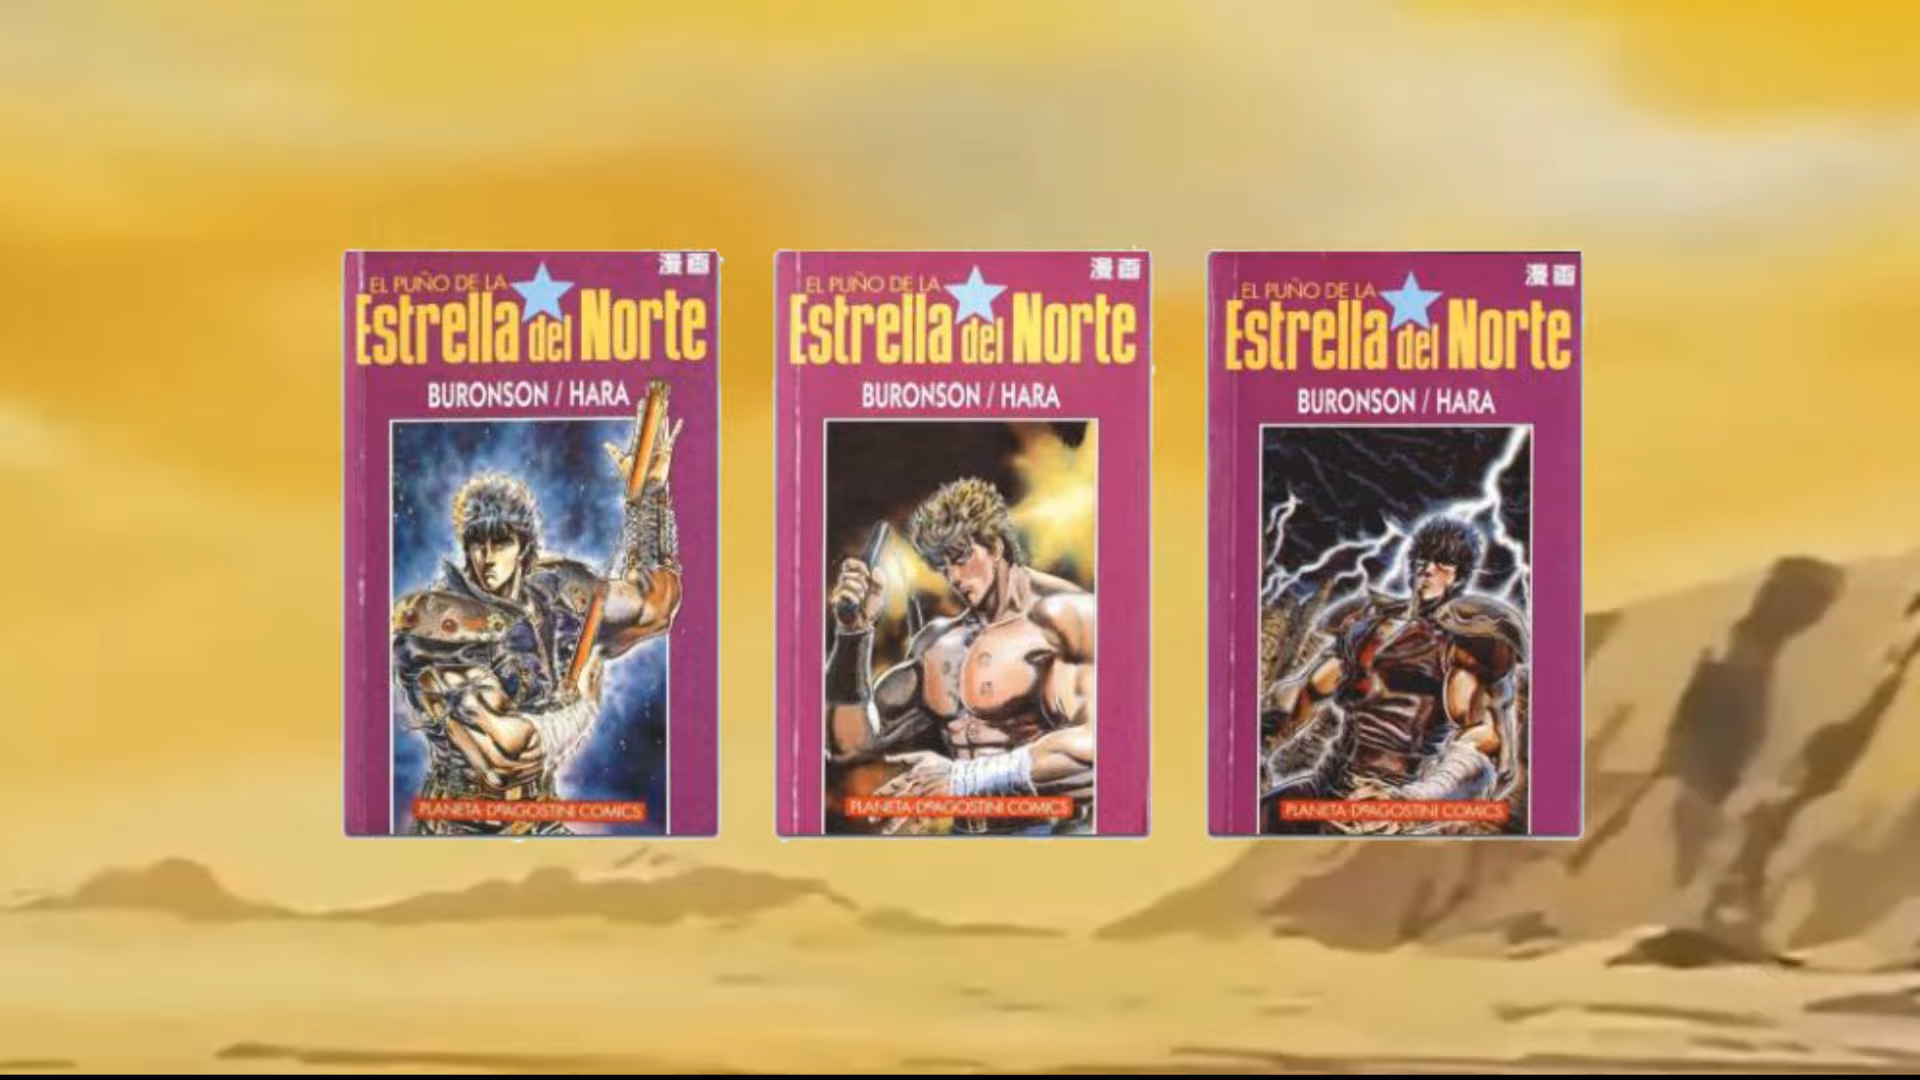 漫画
EL PUÑO DE LA
Estrella del Norte
BURONSON / HARA
PLANETA-DeAGOSTINI COMICS
漫画
EL PUÑO DE LA
Estrella del Norte
BURONSON / HARA
PLANETA-DeAGOSTINI COMICS
漫画
EL PUÑO DE LA
Estrella del Norte
BURONSON / HARA
PLANETA-DeAGOSTINI COMICS